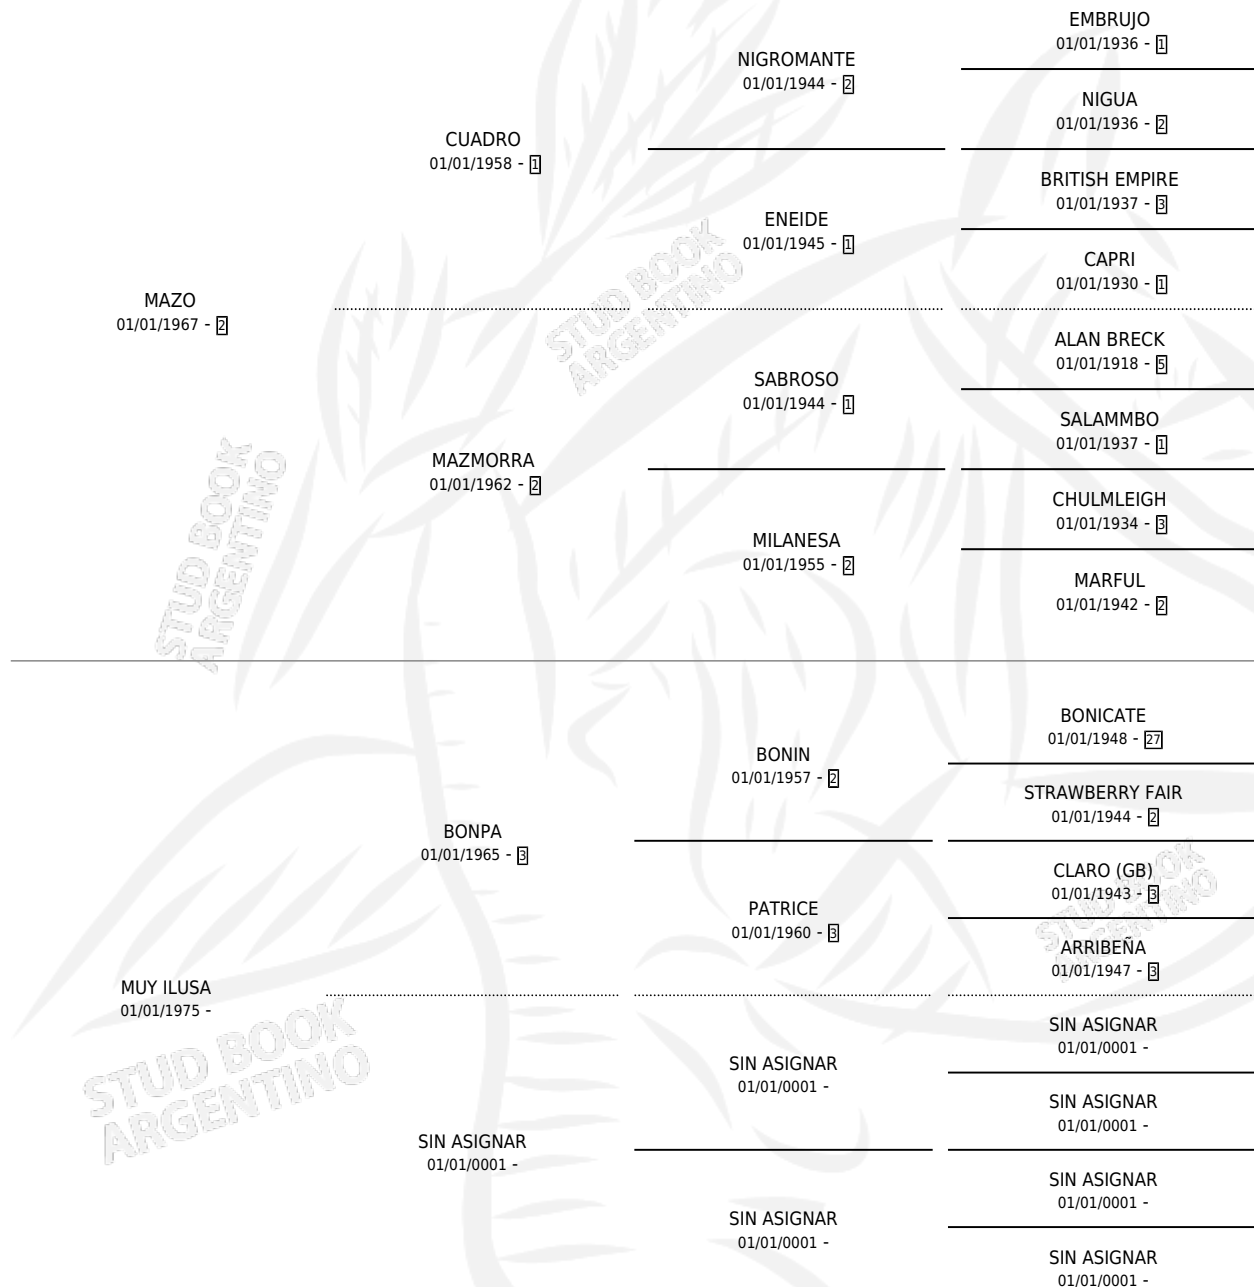 EMBRUJO
01/01/1936 - 1
NIGROMANTE
01/01/1944 - 2
NIGUA
01/01/1936 - 2
CUADRO
01/01/1958 - 1
BRITISH EMPIRE
01/01/1937 - 3
ENEIDE
01/01/1945 - 1
CAPRI
01/01/1930 - 1
MAZO
01/01/1967 - 2
ALAN BRECK
01/01/1918 - 5
SABROSO
01/01/1944 - 1
SALAMMBO
01/01/1937 - 1
MAZMORRA
01/01/1962 - 2
CHULMLEIGH
01/01/1934 - 3
MILANESA
01/01/1955 - 2
MARFUL
01/01/1942 - 2
BONICATE
01/01/1948 - 27
BONIN
01/01/1957 - 2
STRAWBERRY FAIR
01/01/1944 - 2
BONPA
01/01/1965 - 3
CLARO (GB)
01/01/1943 - 3
PATRICE
01/01/1960 - 3
ARRIBEÑA
01/01/1947 - 3
MUY ILUSA
01/01/1975 -
SIN ASIGNAR
01/01/0001 -
SIN ASIGNAR
01/01/0001 -
SIN ASIGNAR
01/01/0001 -
SIN ASIGNAR
01/01/0001 -
SIN ASIGNAR
01/01/0001 -
SIN ASIGNAR
01/01/0001 -
SIN ASIGNAR
01/01/0001 -
STUD BOOK
ARGENTINO
STUD BOOK
ARGENTINO
STUD BOOK
ARGENTINO
STUD BOOK
ARGENTINO